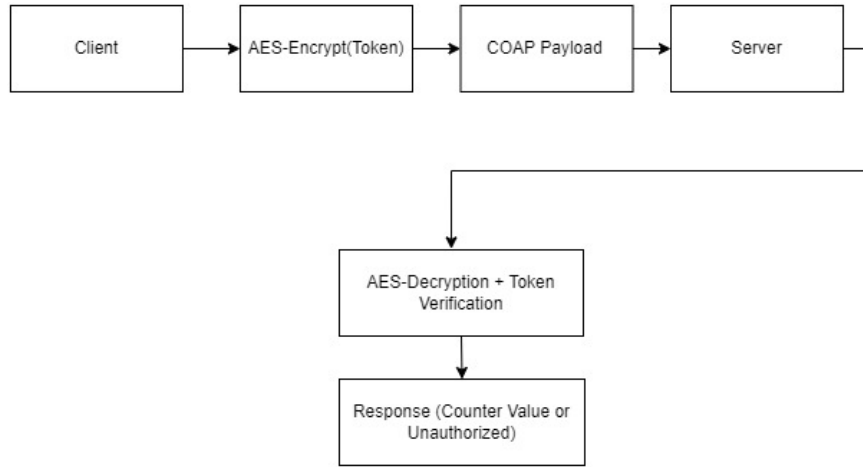 Client
AES-Encrypt(Token)
COAP Payload
Server
AES-Decryption + Token
Verification
Response (Counter Value or
Unauthorized)